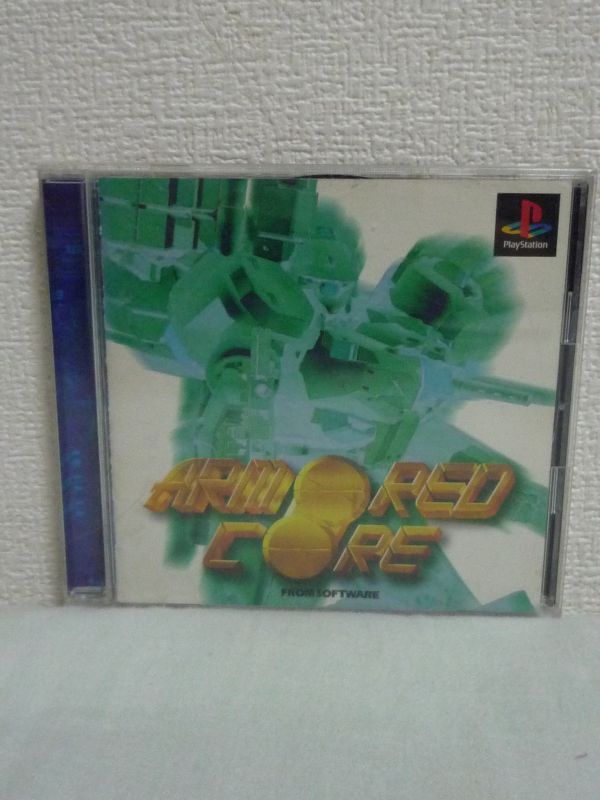 PlayStation
ARMORED
CORE
FROM SOFTWARE